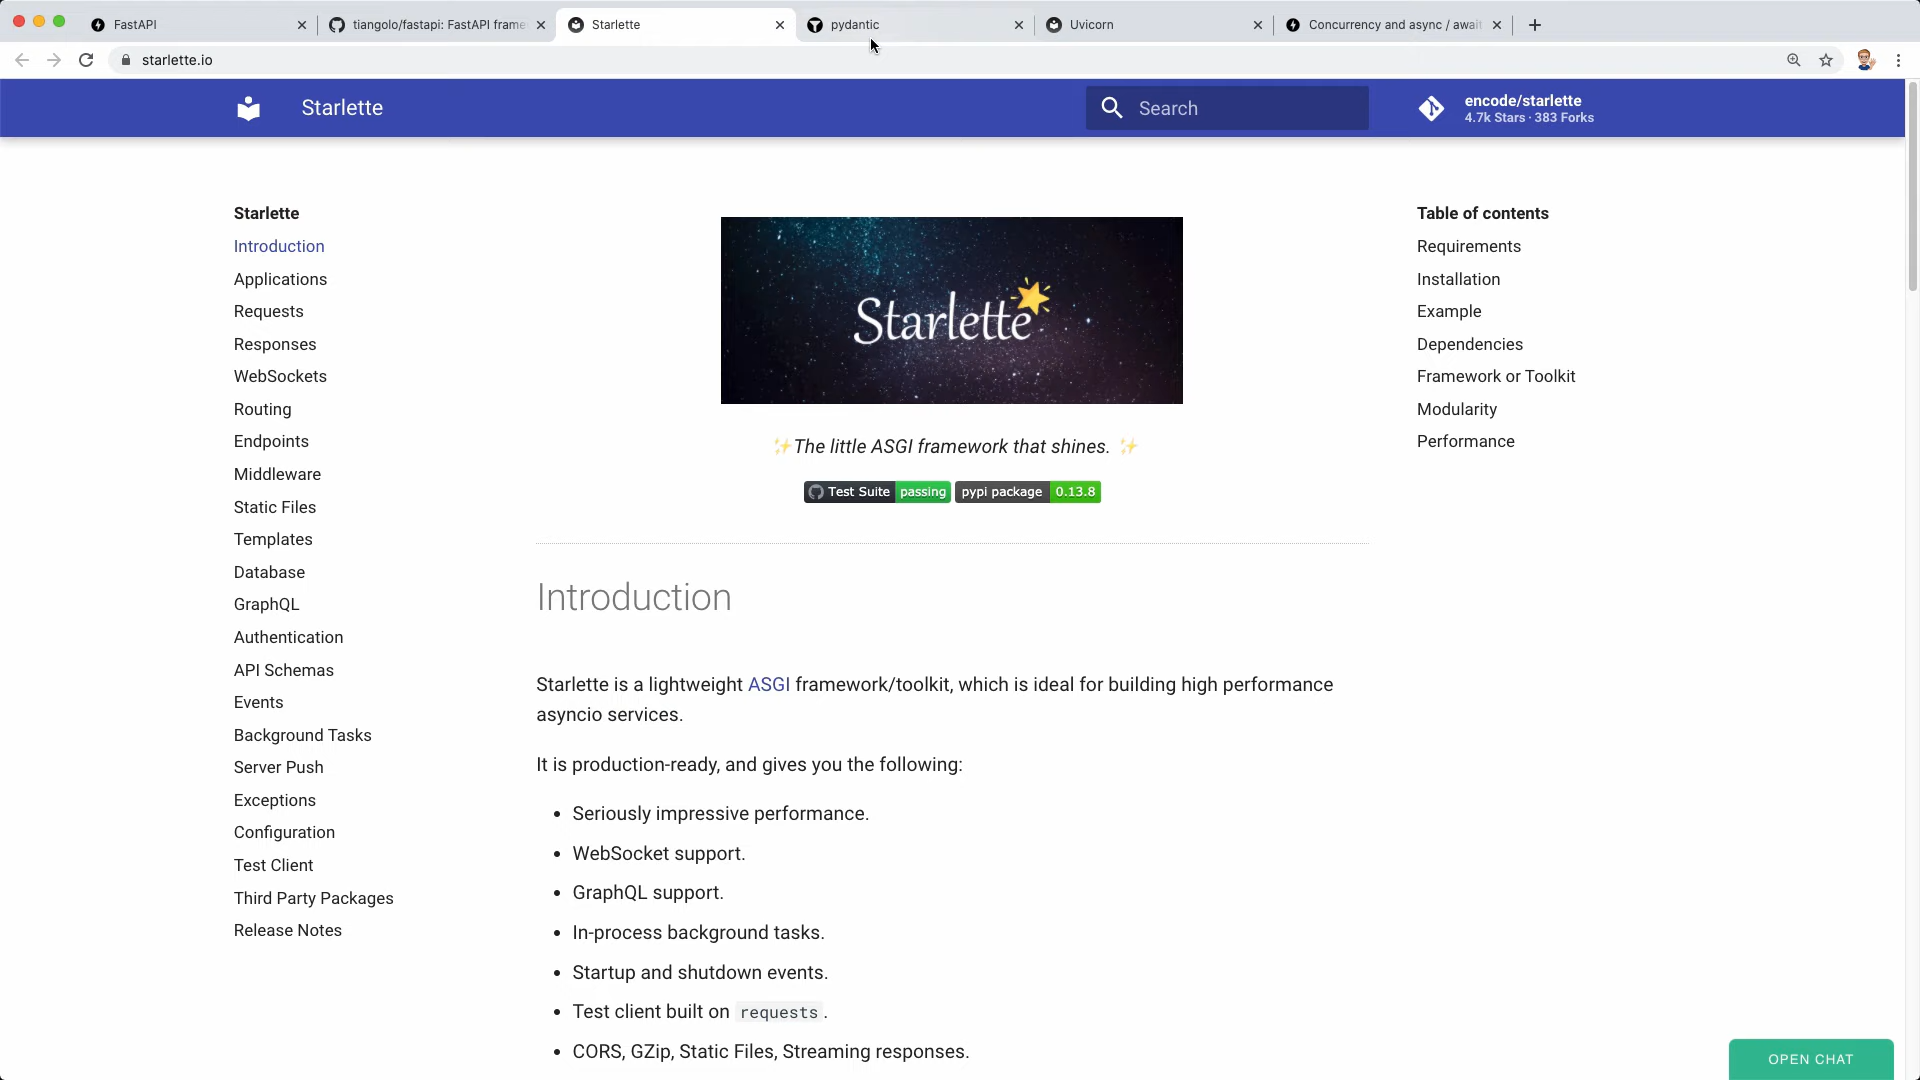 FastAPI
tiangolo/fastapi: FastAPI frame
Starlette
pydantic
Uvicorn
Concurrency and async / await
starlette.io
Starlette
Search
encode/starlette
4.7k Stars · 383 Forks
Starlette
Introduction
Applications
Requests
Responses
WebSockets
Routing
Endpoints
Middleware
Static Files
Templates
Database
GraphQL
Authentication
API Schemas
Events
Background Tasks
Server Push
Exceptions
Configuration
Test Client
Third Party Packages
Release Notes
Starlette
✨The little ASGI framework that shines. ✨
Test Suite passing pypi package 0.13.8
Introduction
Starlette is a lightweight ASGI framework/toolkit, which is ideal for building high performance
asyncio services.
It is production-ready, and gives you the following:
• Seriously impressive performance.
• WebSocket support.
• GraphQL support.
• In-process background tasks.
• Startup and shutdown events.
• Test client built on requests.
• CORS, GZip, Static Files, Streaming responses.
Table of contents
Requirements
Installation
Example
Dependencies
Framework or Toolkit
Modularity
Performance
OPEN CHAT